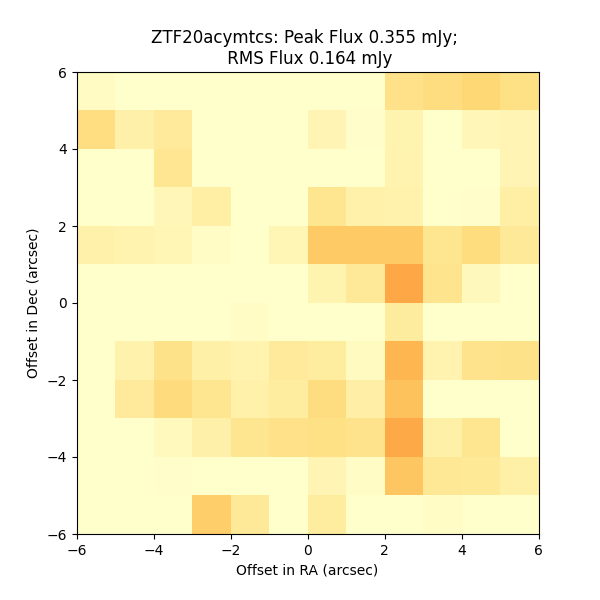 ZTF20acymtcs: Peak Flux 0.355 mJy;
RMS Flux 0.164 mJy
6
4
2
0
−2
−4
−6
Offset in Dec (arcsec)
−6 −4 −2 0 2 4 6
Offset in RA (arcsec)